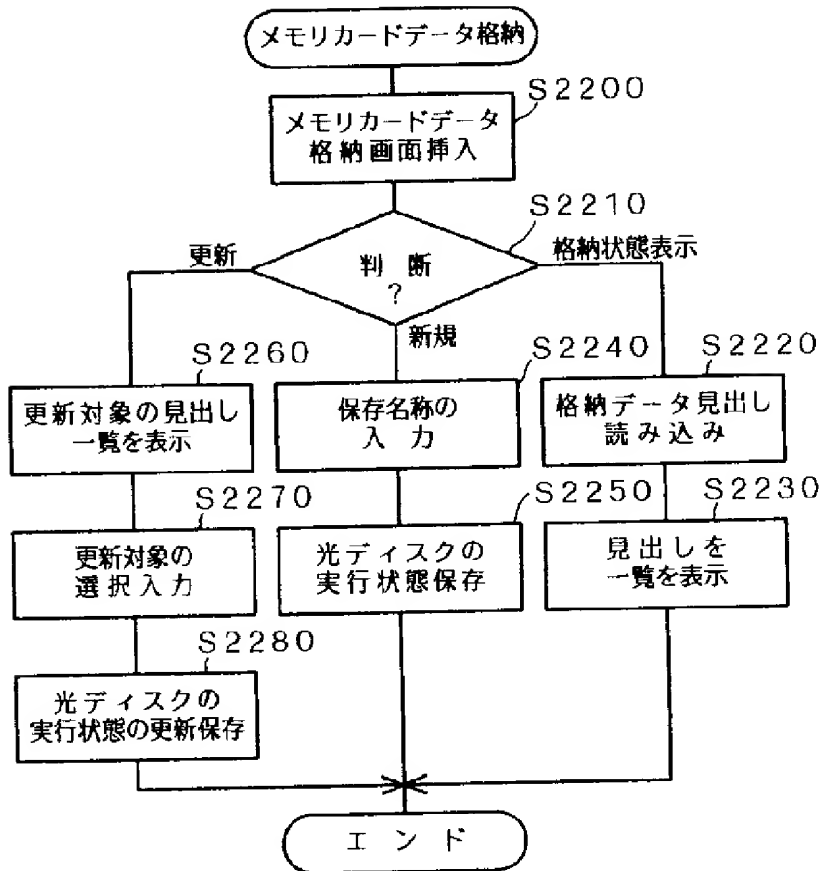 メモリカードデータ格納
S2200
メモリカードデータ
格納画面挿入
S2210
更新
判断
?
格納状態表示
新規
S2260
更新対象の見出し
一覧を表示
S2270
更新対象の
選択入力
S2280
光ディスクの
実行状態の更新保存
S2240
保存名称の
入力
S2250
光ディスクの
実行状態保存
S2220
格納データ見出し
読み込み
S2230
見出しを
一覧を表示
エンド